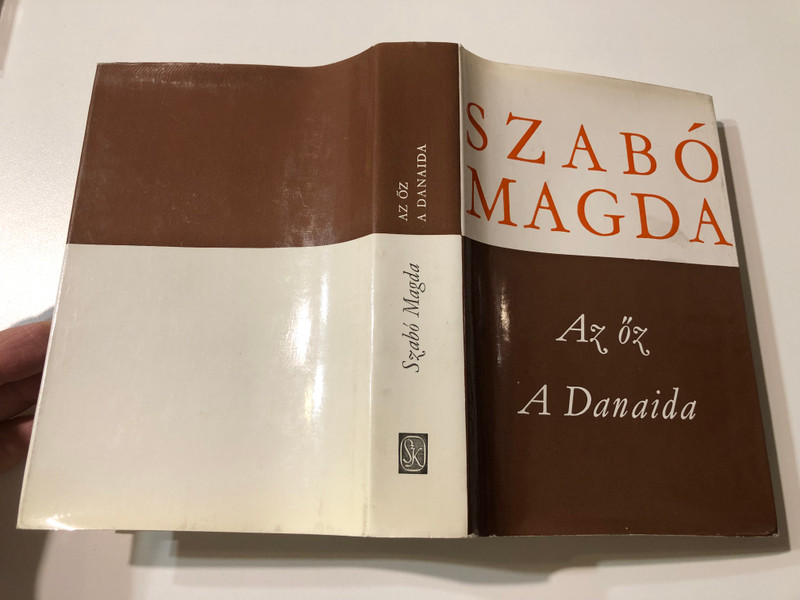 SZABÓ
MAGDA
Az őz
A Danaida
AZ ŐZ
A DANAIDA
Szabó Magda
SzK